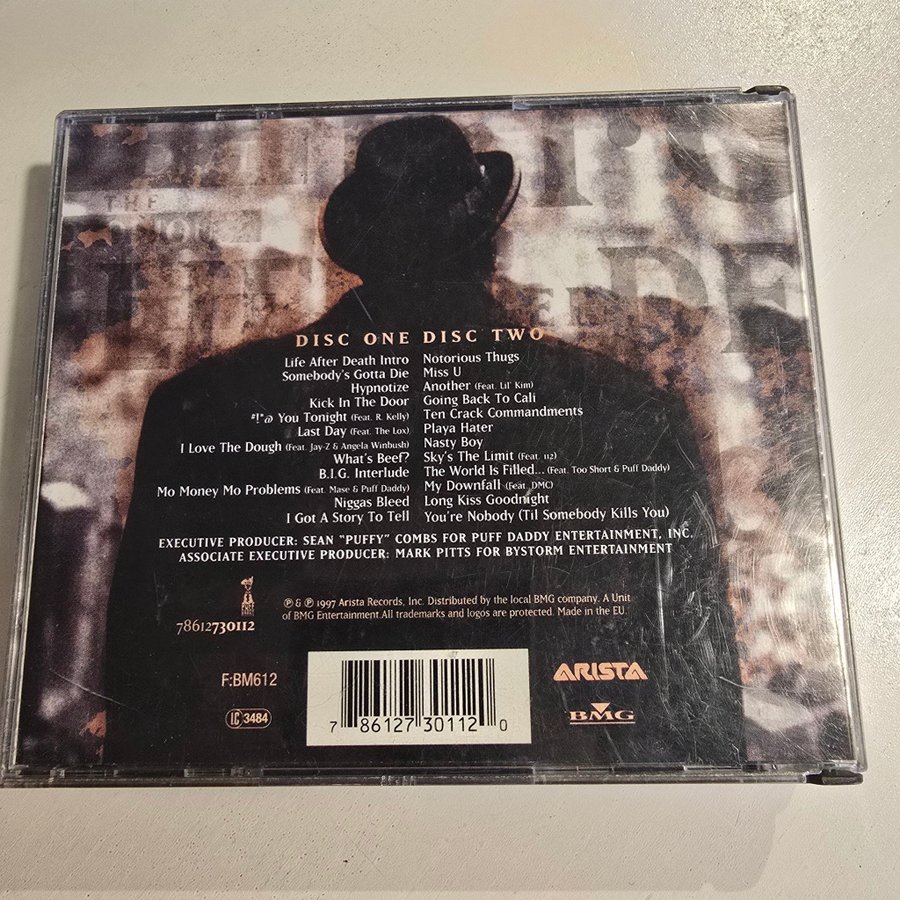 THE
DISC ONE
Life After Death Intro
Somebody's Gotta Die
Hypnotize
Kick In The Door
#!*@ You Tonight (Feat. R. Kelly)
Last Day (Feat. The Lox)
I Love The Dough (Feat. Jay-Z & Angela Winbush)
What's Beef?
B.I.G. Interlude
Mo Money Mo Problems (Feat. Mase & Puff Daddy)
Niggas Bleed
I Got A Story To Tell
DISC TWO
Notorious Thugs
Miss U
Another (Feat. Lil' Kim)
Going Back To Cali
Ten Crack Commandments
Playa Hater
Nasty Boy
Sky's The Limit (Feat. 112)
The World Is Filled... (Feat. Too Short & Puff Daddy)
My Downfall (Feat. DMC)
Long Kiss Goodnight
You're Nobody (Til Somebody Kills You)
EXECUTIVE PRODUCER: SEAN "PUFFY" COMBS FOR PUFF DADDY ENTERTAINMENT, INC.
ASSOCIATE EXECUTIVE PRODUCER: MARK PITTS FOR BYSTORM ENTERTAINMENT
℗ & ℗ 1997 Arista Records, Inc. Distributed by the local BMG company. A Unit
of BMG Entertainment.All trademarks and logos are protected. Made in the EU.
78612730112
F:BM612
LC 3484
7 86127 30112 0
ARISTA
BMG